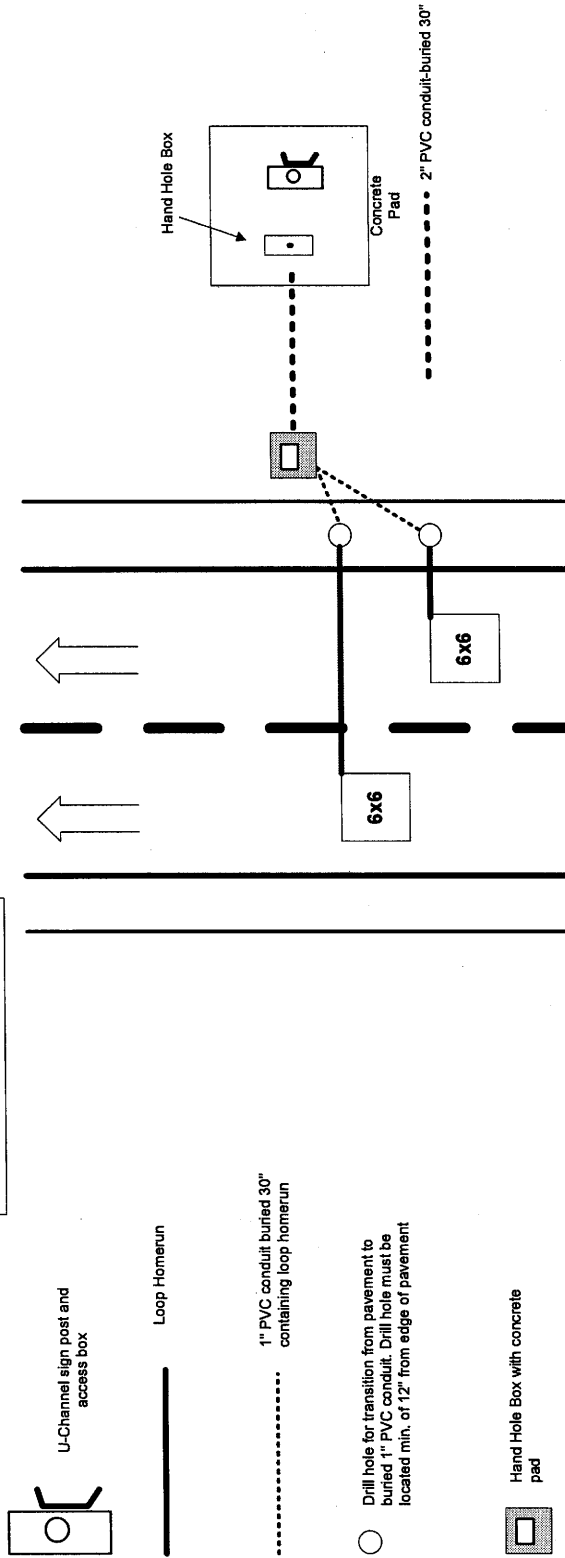 U-Channel sign post and
access box
Loop Homerun
1" PVC conduit buried 30"
containing loop homerun
Drill hole for transition from pavement to
buried 1" PVC conduit. Drill hole must be
located min. of 12" from edge of pavement
Hand Hole Box with concrete
pad
6x6
6x6
Hand Hole Box
Concrete
Pad
2" PVC conduit-buried 30"